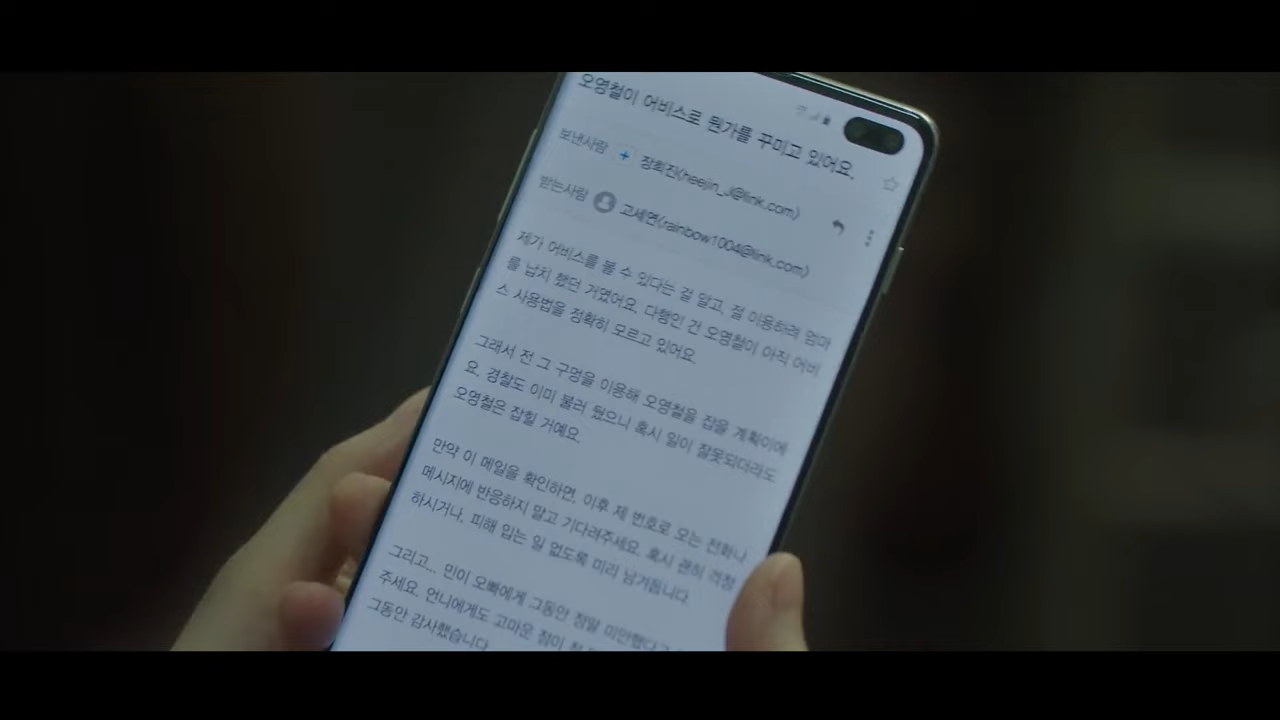 오영철이 어비스로 뭔가를 꾸미고 있어요.
보낸사람 장희진(heejin_J@link.com)
받는사람 고세연(rainbow1004@link.com)
제가 어비스를 볼 수 있다는 걸 알고, 절 이용하려 엄마
를 납치 했던 거였어요. 다행인 건 오영철이 아직 어비
스 사용법을 정확히 모르고 있어요.
그래서 전 그 구멍을 이용해 오영철을 잡을 계획이에
요. 경찰도 이미 불러 뒀으니 혹시 일이 잘못되더라도
오영철은 잡힐 거예요.
만약 이 메일을 확인하면, 이후 제 번호로 오는 전화나
메시지에 반응하지 말고 기다려주세요. 혹시 괜히 걱정
하시거나, 피해 입는 일 없도록 미리 남겨둡니다.
그리고... 민이 오빠에게 그동안 정말 미안했다고
주세요. 언니에게도 고마운 점이
그동안 감사했습니다.